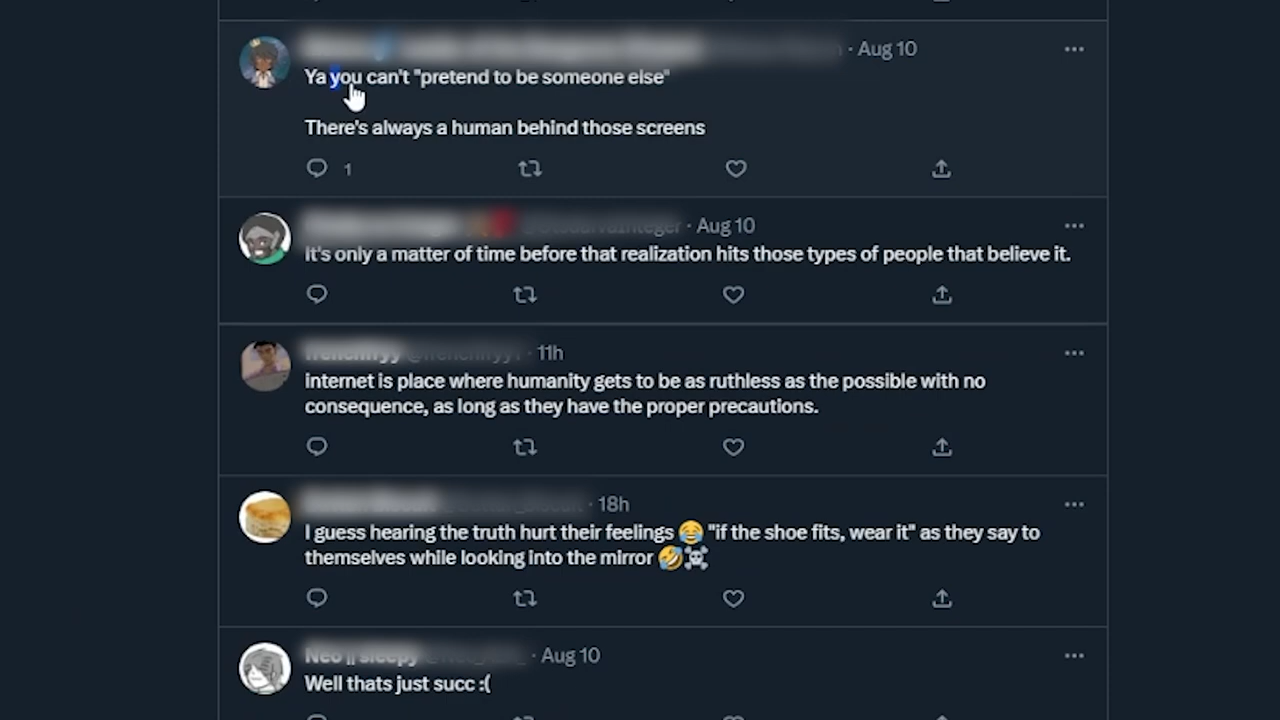 Aug 10
Ya you can't "pretend to be someone else"
There's always a human behind those screens
1
Aug 10
It's only a matter of time before that realization hits those types of people that believe it.
11h
internet is place where humanity gets to be as ruthless as the possible with no
consequence, as long as they have the proper precautions.
18h
I guess hearing the truth hurt their feelings 😂 "if the shoe fits, wear it" as they say to
themselves while looking into the mirror 🤣☠️
Aug 10
Well thats just succ :(